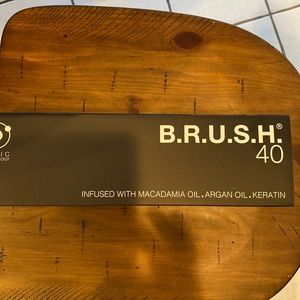 B.R.U.S.H.®
40
INFUSED WITH MACADAMIA OIL . ARGAN OIL . KERATIN